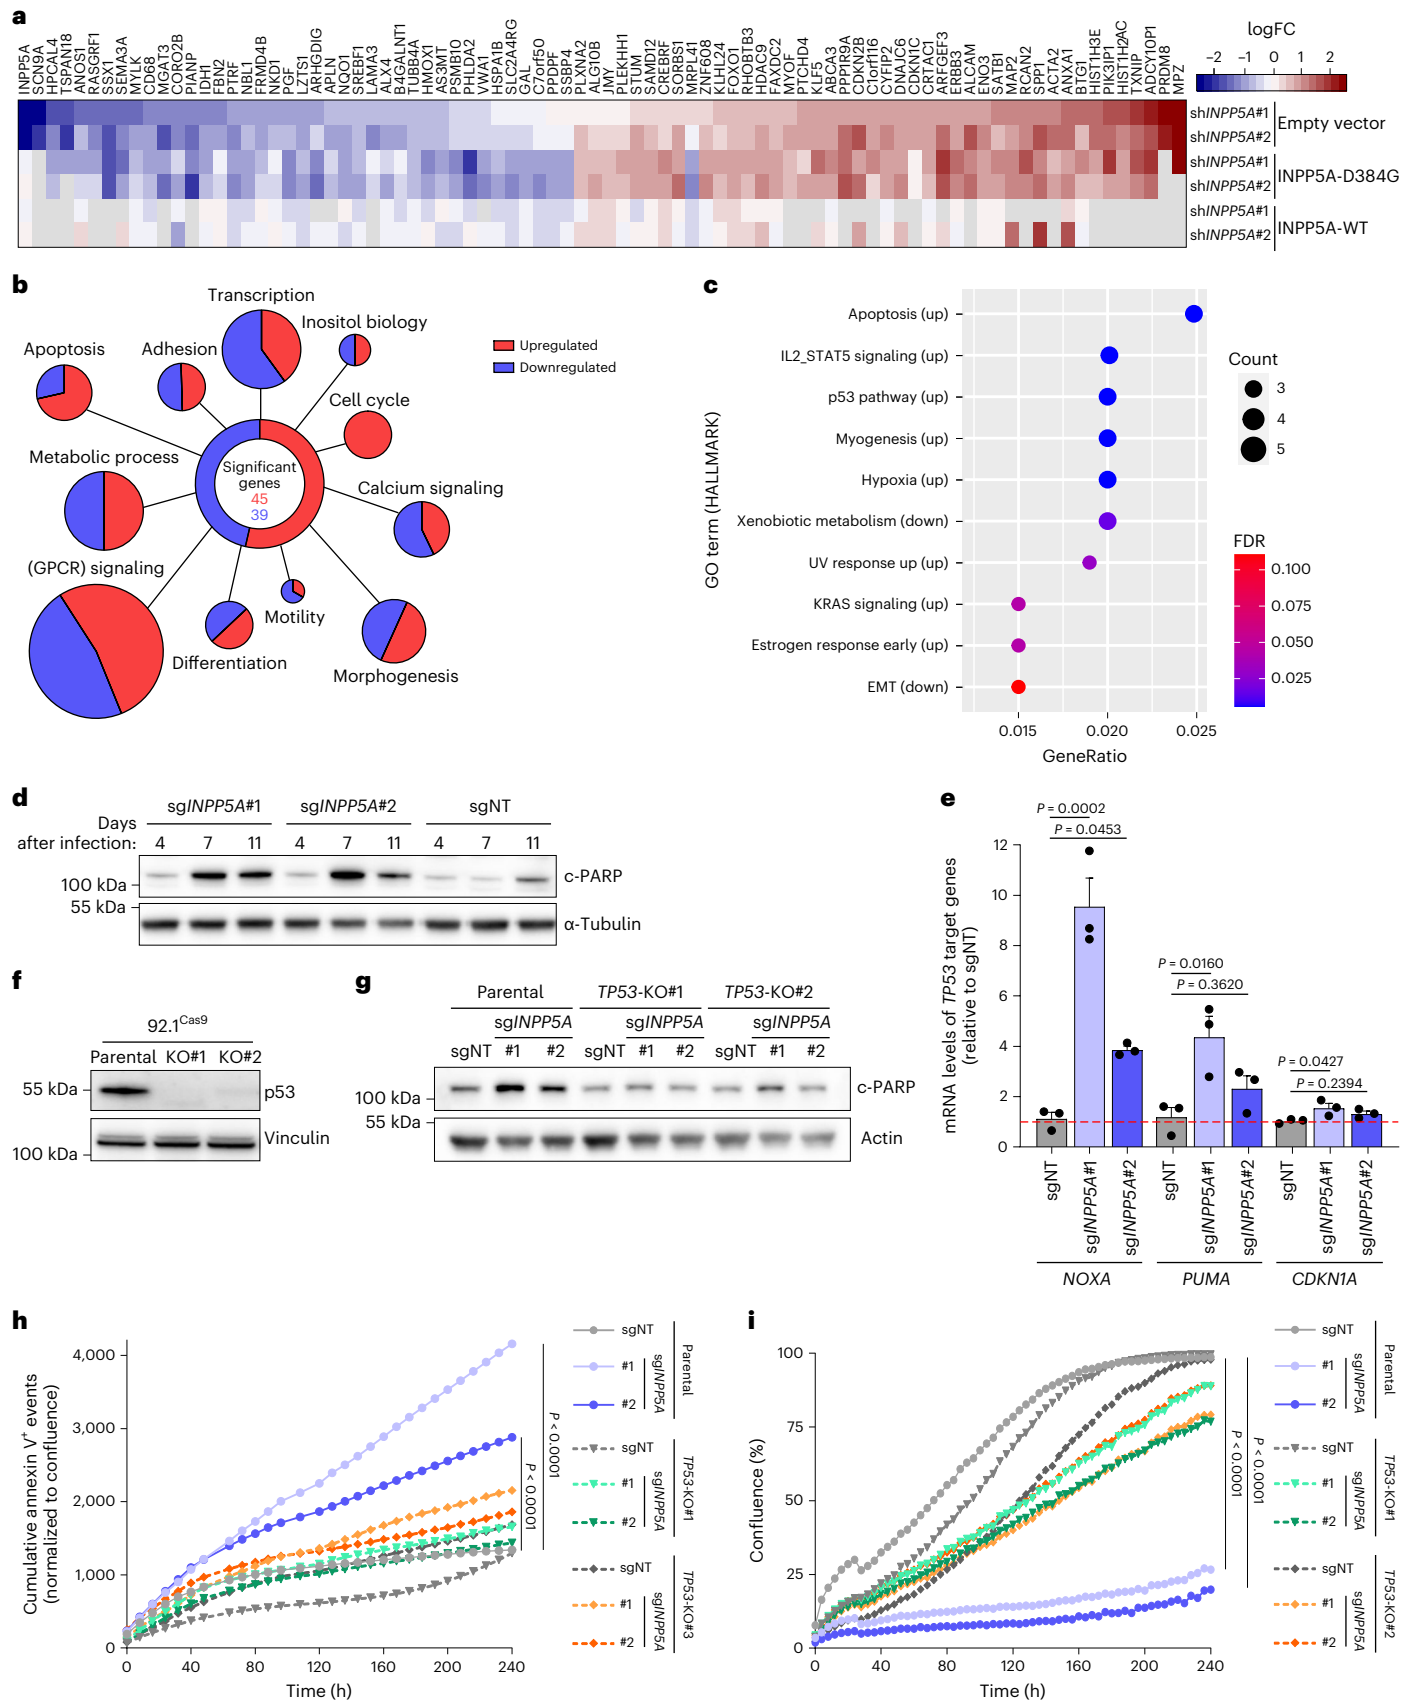 a
INPP5A
SCN9A
HPCAL4
TSPAN18
ANOS1
RASGRF1
SSX1
SEMA3A
MYLK
CD68
MGAT3
CORO2B
PIANP
IDH1
FBN2
PTRF
NBL1
FRMD4B
NKD1
PGF
LZTS1
ARHGDIG
APLN
NQO1
SREBF1
LAMA3
ALX4
B4GALNT1
TUBB4A
HMOX1
AS3MT
PSMB10
PHLDA2
VWA1
HSPA1B
SLC2A4RG
GAL
C7orf50
PPDPF
SSBP4
PLXNA2
ALG10B
JMY
PLEKHH1
STUM
SAMD12
CREBRF
SORBS1
MRPL41
ZNF608
KLHL24
FOXO1
RHOBTB3
HDAC9
FAXDC2
MYOF
PTCHD4
KLF5
ABCA3
PPP1R9A
CDKN2B
C1orf116
CYFIP2
DNAJC6
CDKN1C
CRTAC1
ARFGEF3
ERBB3
ALCAM
ENO3
SATB1
MAP2
RCAN2
SPP1
ACTA2
ANXA1
BTG1
HIST1H3E
PIK3IP1
HIST1H2AC
TXNIP
ADCY10P1
PRDM18
MPZ
logFC
−2 −1 0 1 2
shINPP5A#1
shINPP5A#2
Empty vector
shINPP5A#1
shINPP5A#2
INPP5A-D384G
shINPP5A#1
shINPP5A#2
INPP5A-WT
b
Transcription
Inositol biology
Apoptosis
Adhesion
Cell cycle
Metabolic process
Significant
genes
45
39
Calcium signaling
(GPCR) signaling
Motility
Differentiation
Morphogenesis
Upregulated
Downregulated
c
GO term (HALLMARK)
Apoptosis (up)
IL2_STAT5 signaling (up)
p53 pathway (up)
Myogenesis (up)
Hypoxia (up)
Xenobiotic metabolism (down)
UV response up (up)
KRAS signaling (up)
Estrogen response early (up)
EMT (down)
0.015 0.020 0.025
GeneRatio
Count
3
4
5
FDR
0.100
0.075
0.050
0.025
d
sgINPP5A#1 sgINPP5A#2 sgNT
Days
after infection: 4 7 11 4 7 11 4 7 11
100 kDa
c-PARP
55 kDa
α-Tubulin
e
P = 0.0002
P = 0.0453
P = 0.0160
P = 0.3620
P = 0.0427
P = 0.2394
mRNA levels of TP53 target genes
(relative to sgNT)
12
10
8
6
4
2
0
sgNT
sgINPP5A#1
sgINPP5A#2
sgNT
sgINPP5A#1
sgINPP5A#2
sgNT
sgINPP5A#1
sgINPP5A#2
NOXA PUMA CDKN1A
f
92.1Cas9
Parental KO#1 KO#2
55 kDa
p53
Vinculin
100 kDa
g
Parental TP53-KO#1 TP53-KO#2
sgINPP5A sgINPP5A sgINPP5A
sgNT #1 #2 sgNT #1 #2 sgNT #1 #2
100 kDa
c-PARP
55 kDa
Actin
h
Cumulative annexin V+ events
(normalized to confluence)
4,000
3,000
2,000
1,000
0
0 40 80 120 160 200 240
Time (h)
P < 0.0001
P < 0.0001
sgNT
#1
#2
sgINPP5A
Parental
sgNT
#1
#2
sgINPP5A
TP53-KO#1
sgNT
#1
#2
sgINPP5A
TP53-KO#3
i
Confluence (%)
100
75
50
25
0
0 40 80 120 160 200 240
Time (h)
P < 0.0001
P < 0.0001
sgNT
#1
#2
sgINPP5A
Parental
sgNT
#1
#2
sgINPP5A
TP53-KO#1
sgNT
#1
#2
sgINPP5A
TP53-KO#2